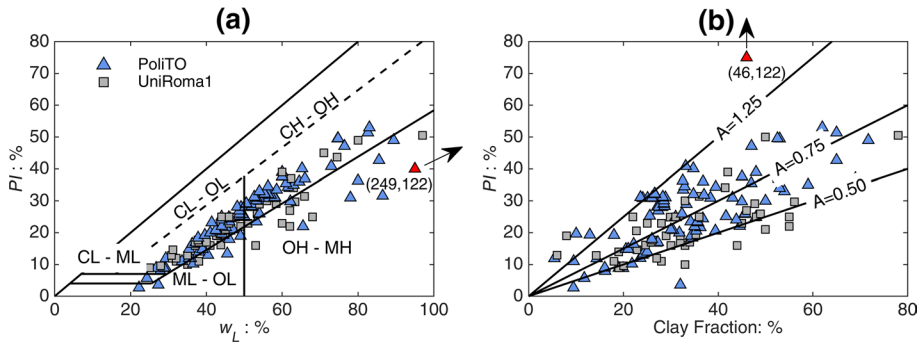 (a)
80
70
60
50
40
30
20
10
0
PI : %
PoliTO
UniRoma1
CH - OH
CL - OL
(249,122)
CL - ML
ML - OL
OH - MH
0 20 40 60 80 100
w_L : %
(b)
80
70
60
50
40
30
20
10
0
PI : %
(46,122)
A=1.25
A=0.75
A=0.50
0 20 40 60 80
Clay Fraction: %